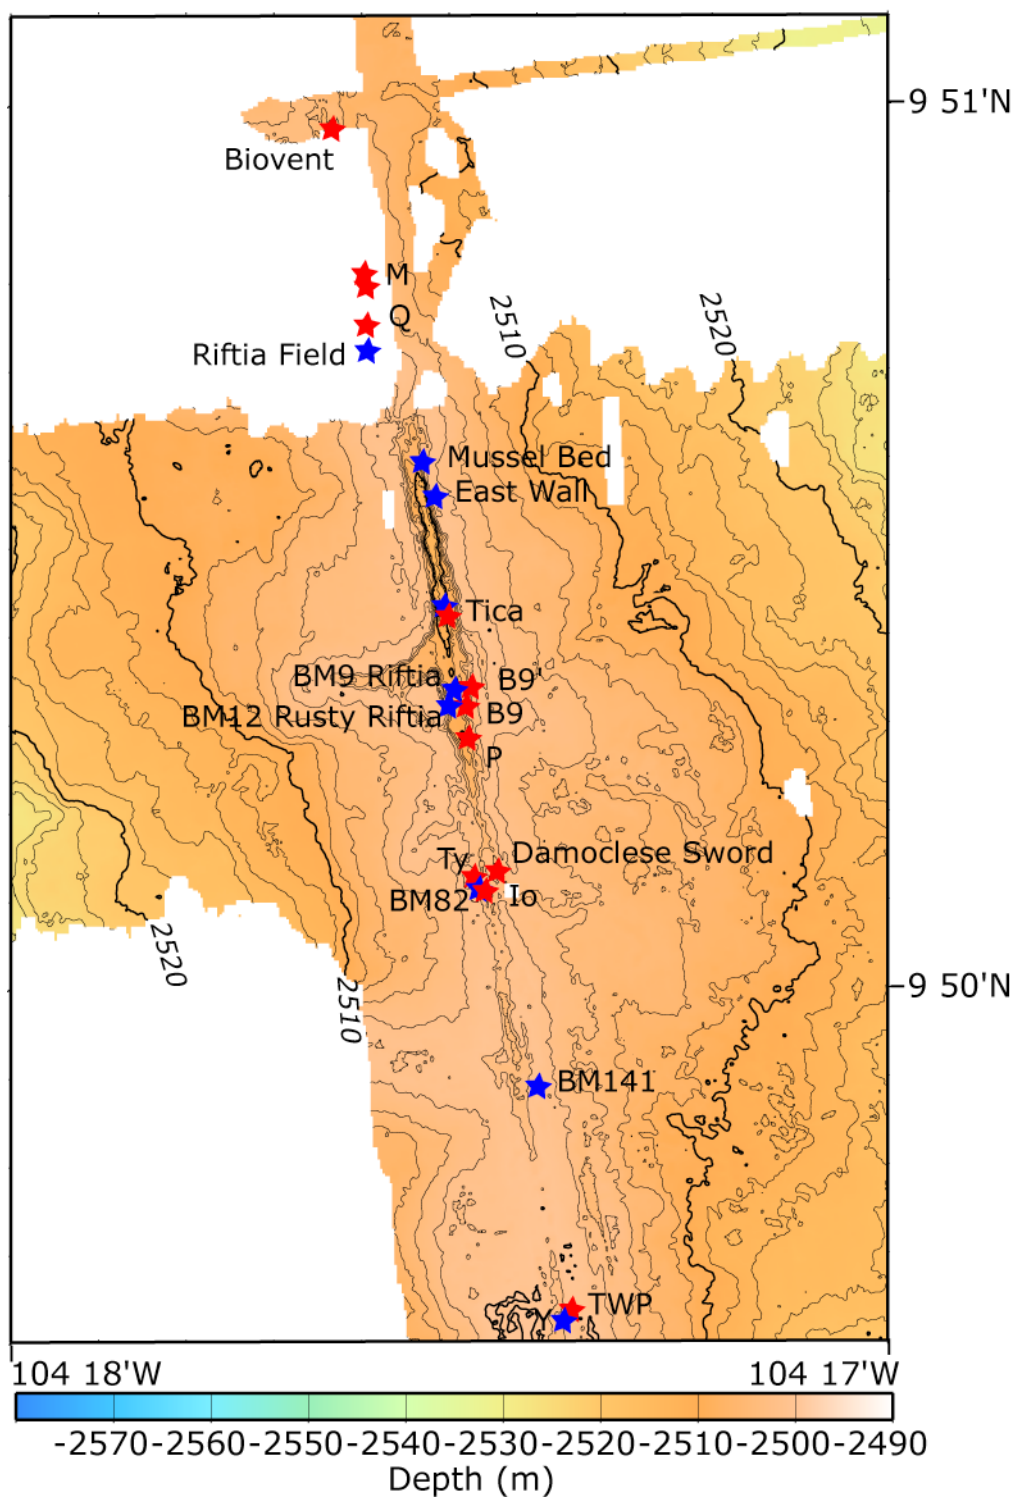 9 51'N
Biovent
M
Q
2510
2520
Riftia Field
Mussel Bed
East Wall
Tica
BM9 Riftia
B9'
BM12 Rusty Riftia
B9
P
Ty
Damoclese Sword
BM82
Io
2520
2510
9 50'N
BM141
TWP
Y
104 18'W
104 17'W
-2570 -2560 -2550 -2540 -2530 -2520 -2510 -2500 -2490
Depth (m)